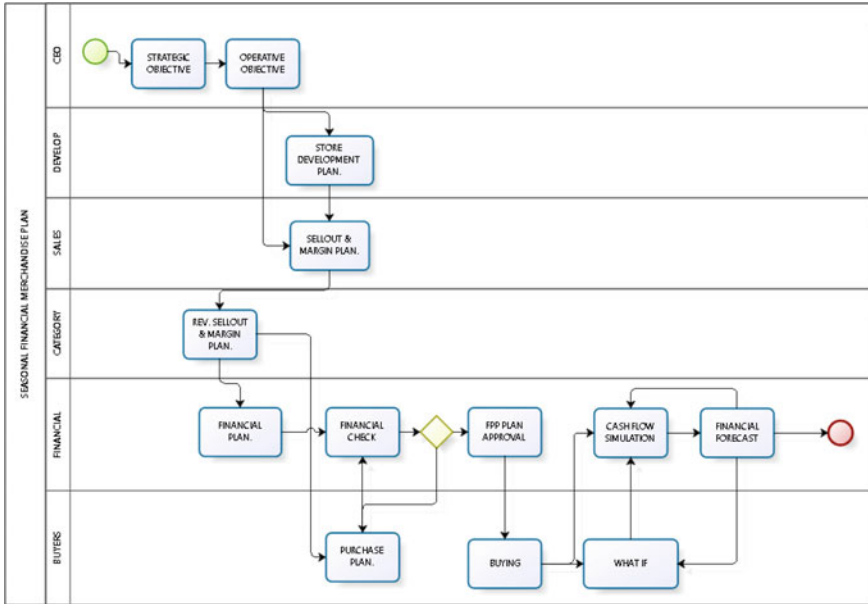 SEASONAL FINANCIAL MERCHANDISE PLAN
CEO
STRATEGIC
OBJECTIVE
OPERATIVE
OBJECTIVE
DEVELOP
STORE
DEVELOPMENT
PLAN.
SALES
SELLOUT &
MARGIN PLAN.
CATEGORY
REV. SELLOUT
& MARGIN
PLAN.
FINANCIAL
FINANCIAL
PLAN.
FINANCIAL
CHECK
FPP PLAN
APPROVAL
CASH FLOW
SIMULATION
FINANCIAL
FORECAST
BUYERS
PURCHASE
PLAN.
BUYING
WHAT IF